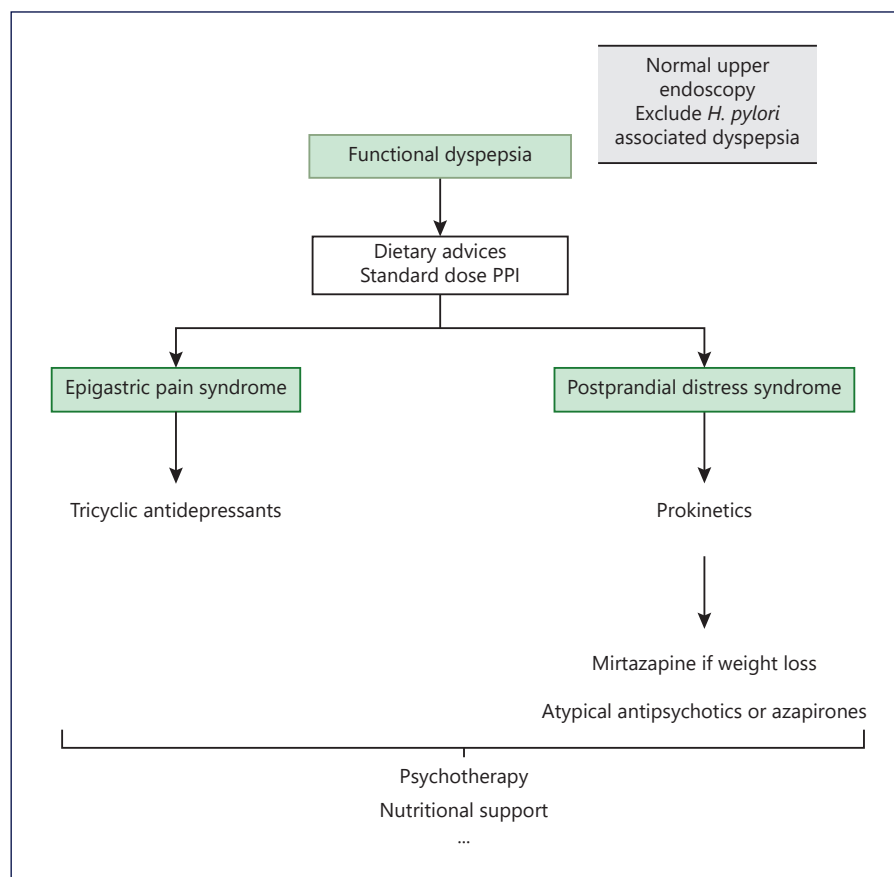 Normal upper
endoscopy
Exclude H. pylori
associated dyspepsia
Functional dyspepsia
Dietary advices
Standard dose PPI
Epigastric pain syndrome
Postprandial distress syndrome
Tricyclic antidepressants
Prokinetics
Mirtazapine if weight loss
Atypical antipsychotics or azapirones
Psychotherapy
Nutritional support
...